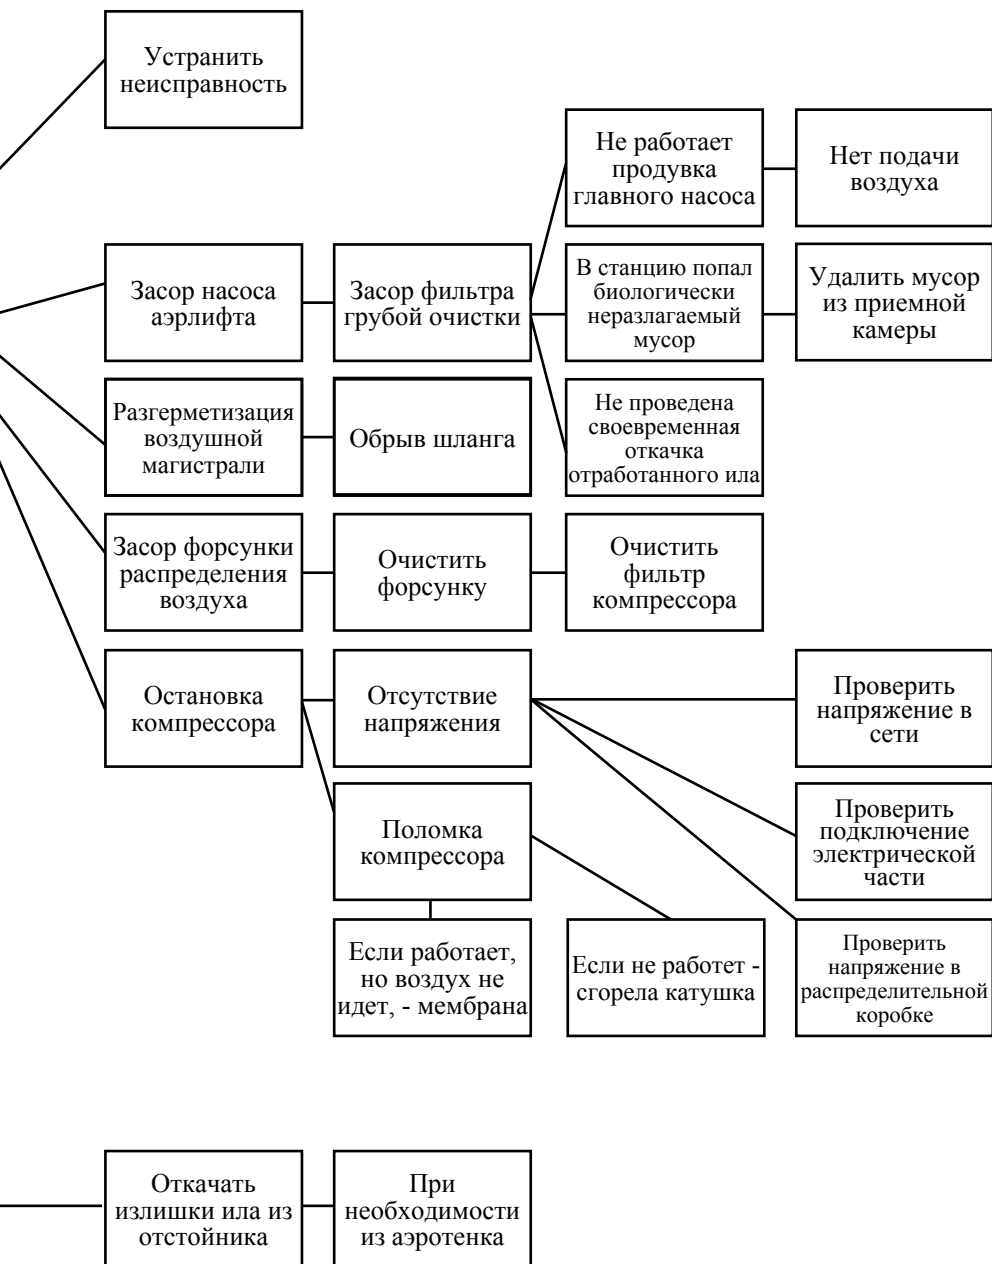 Устранить
неисправность
Не работает
продувка
главного насоса
Нет подачи
воздуха
Засор насоса
аэрлифта
Засор фильтра
грубой очистки
В станцию попал
биологически
неразлагаемый
мусор
Удалить мусор
из приемной
камеры
Разгерметизация
воздушной
магистрали
Обрыв шланга
Не проведена
своевременная
откачка
отработанного ила
Засор форсунки
распределения
воздуха
Очистить
форсунку
Очистить
фильтр
компрессора
Остановка
компрессора
Отсутствие
напряжения
Проверить
напряжение в
сети
Поломка
компрессора
Проверить
подключение
электрической
части
Если работает,
но воздух не
идет, - мембрана
Если не работет -
сгорела катушка
Проверить
напряжение в
распределительной
коробке
Откачать
излишки ила из
отстойника
При
необходимости
из аэротенка